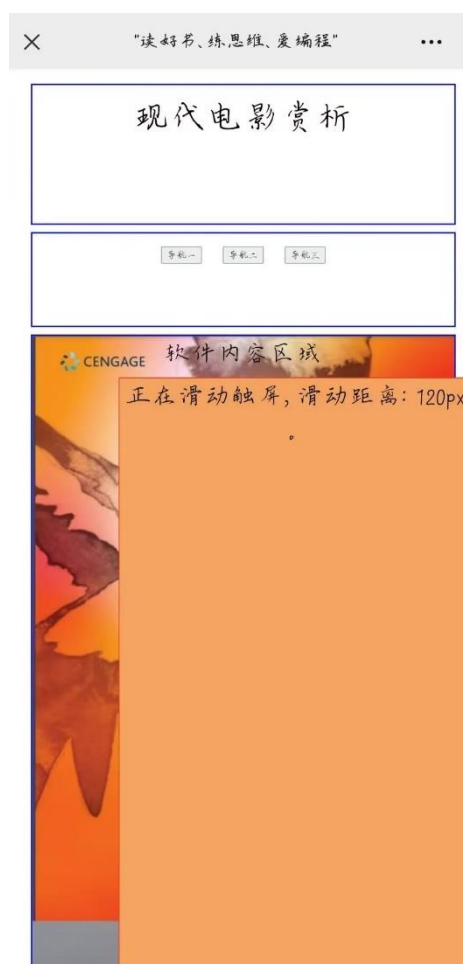 "读好书、练思维、爱编程"
现代电影赏析
导航一 导航二 导航三
CENGAGE
软件内容区域
正在滑动触屏, 滑动距离: 120px
。